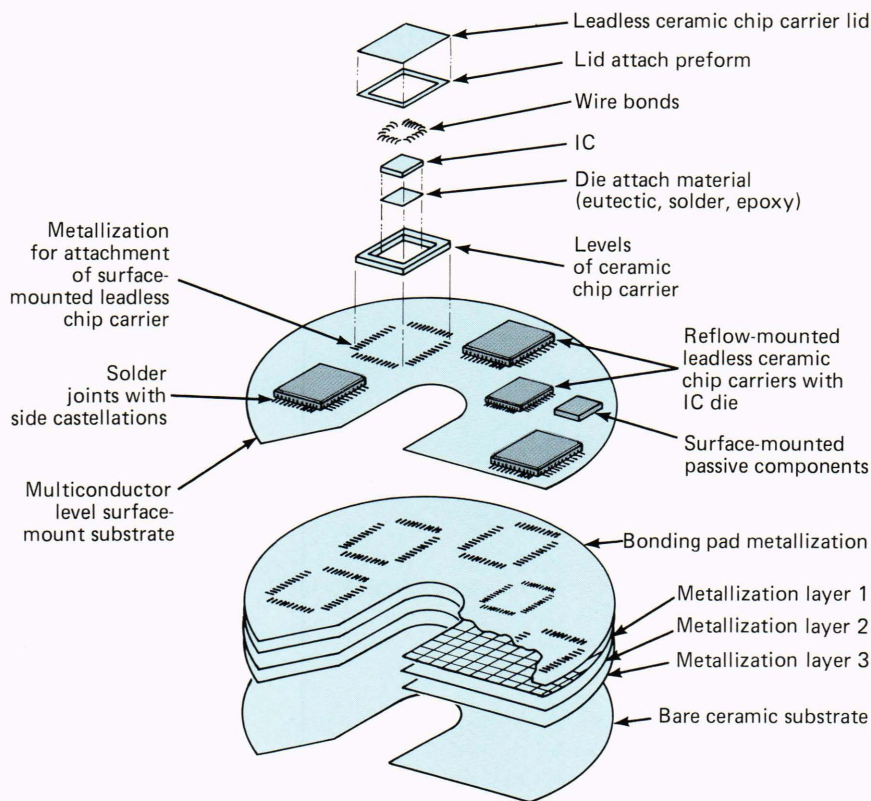 Leadless ceramic chip carrier lid
Lid attach preform
Wire bonds
IC
Die attach material
(eutectic, solder, epoxy)
Metallization
for attachment
of surface-
mounted leadless
chip carrier
Levels
of ceramic
chip carrier
Solder
joints with
side castellations
Reflow-mounted
leadless ceramic
chip carriers with
IC die
Surface-mounted
passive components
Multiconductor
level surface-
mount substrate
Bonding pad metallization
Metallization layer 1
Metallization layer 2
Metallization layer 3
Bare ceramic substrate